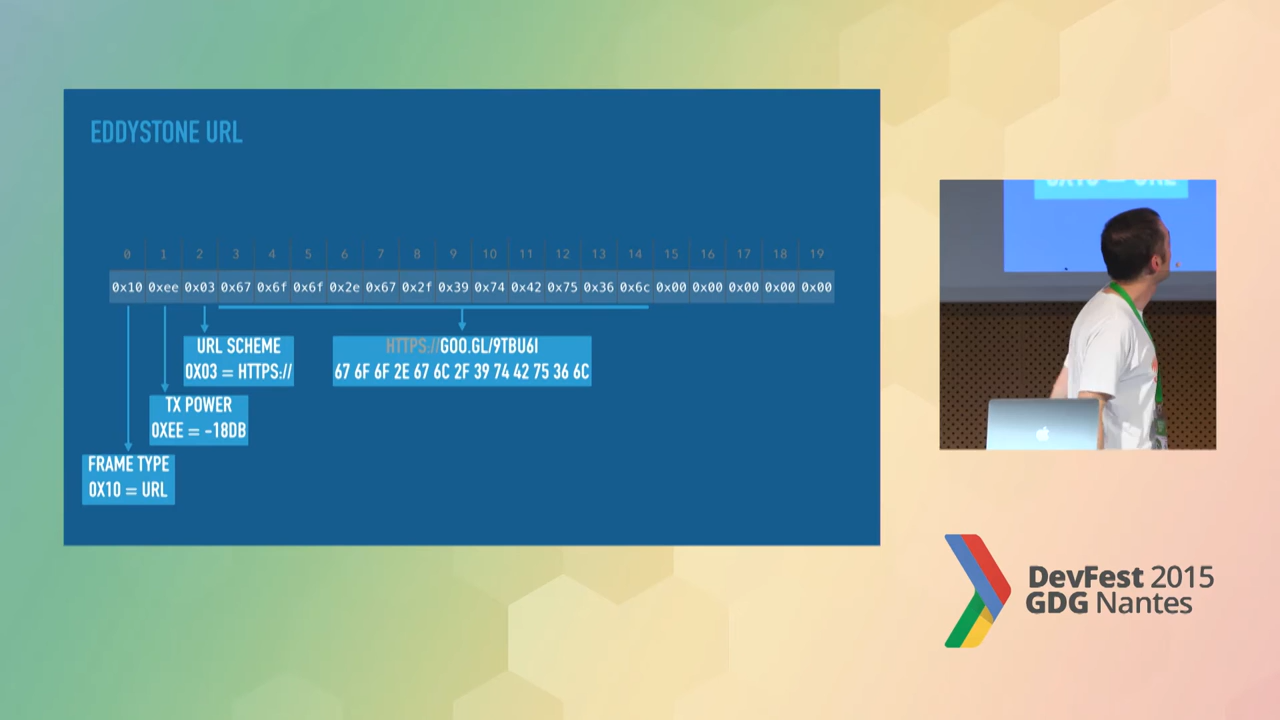 EDDYSTONE URL
0 1 2 3 4 5 6 7 8 9 10 11 12 13 14 15 16 17 18 19
0x10 0xee 0x03 0x67 0x6f 0x6f 0x2e 0x67 0x2f 0x39 0x74 0x42 0x75 0x36 0x6c 0x00 0x00 0x00 0x00 0x00
URL SCHEME
0X03 = HTTPS://
HTTPS://GOO.GL/9TBU6I
67 6F 6F 2E 67 6C 2F 39 74 42 75 36 6C
TX POWER
0XEE = -18DB
FRAME TYPE
0X10 = URL
DevFest 2015
GDG Nantes